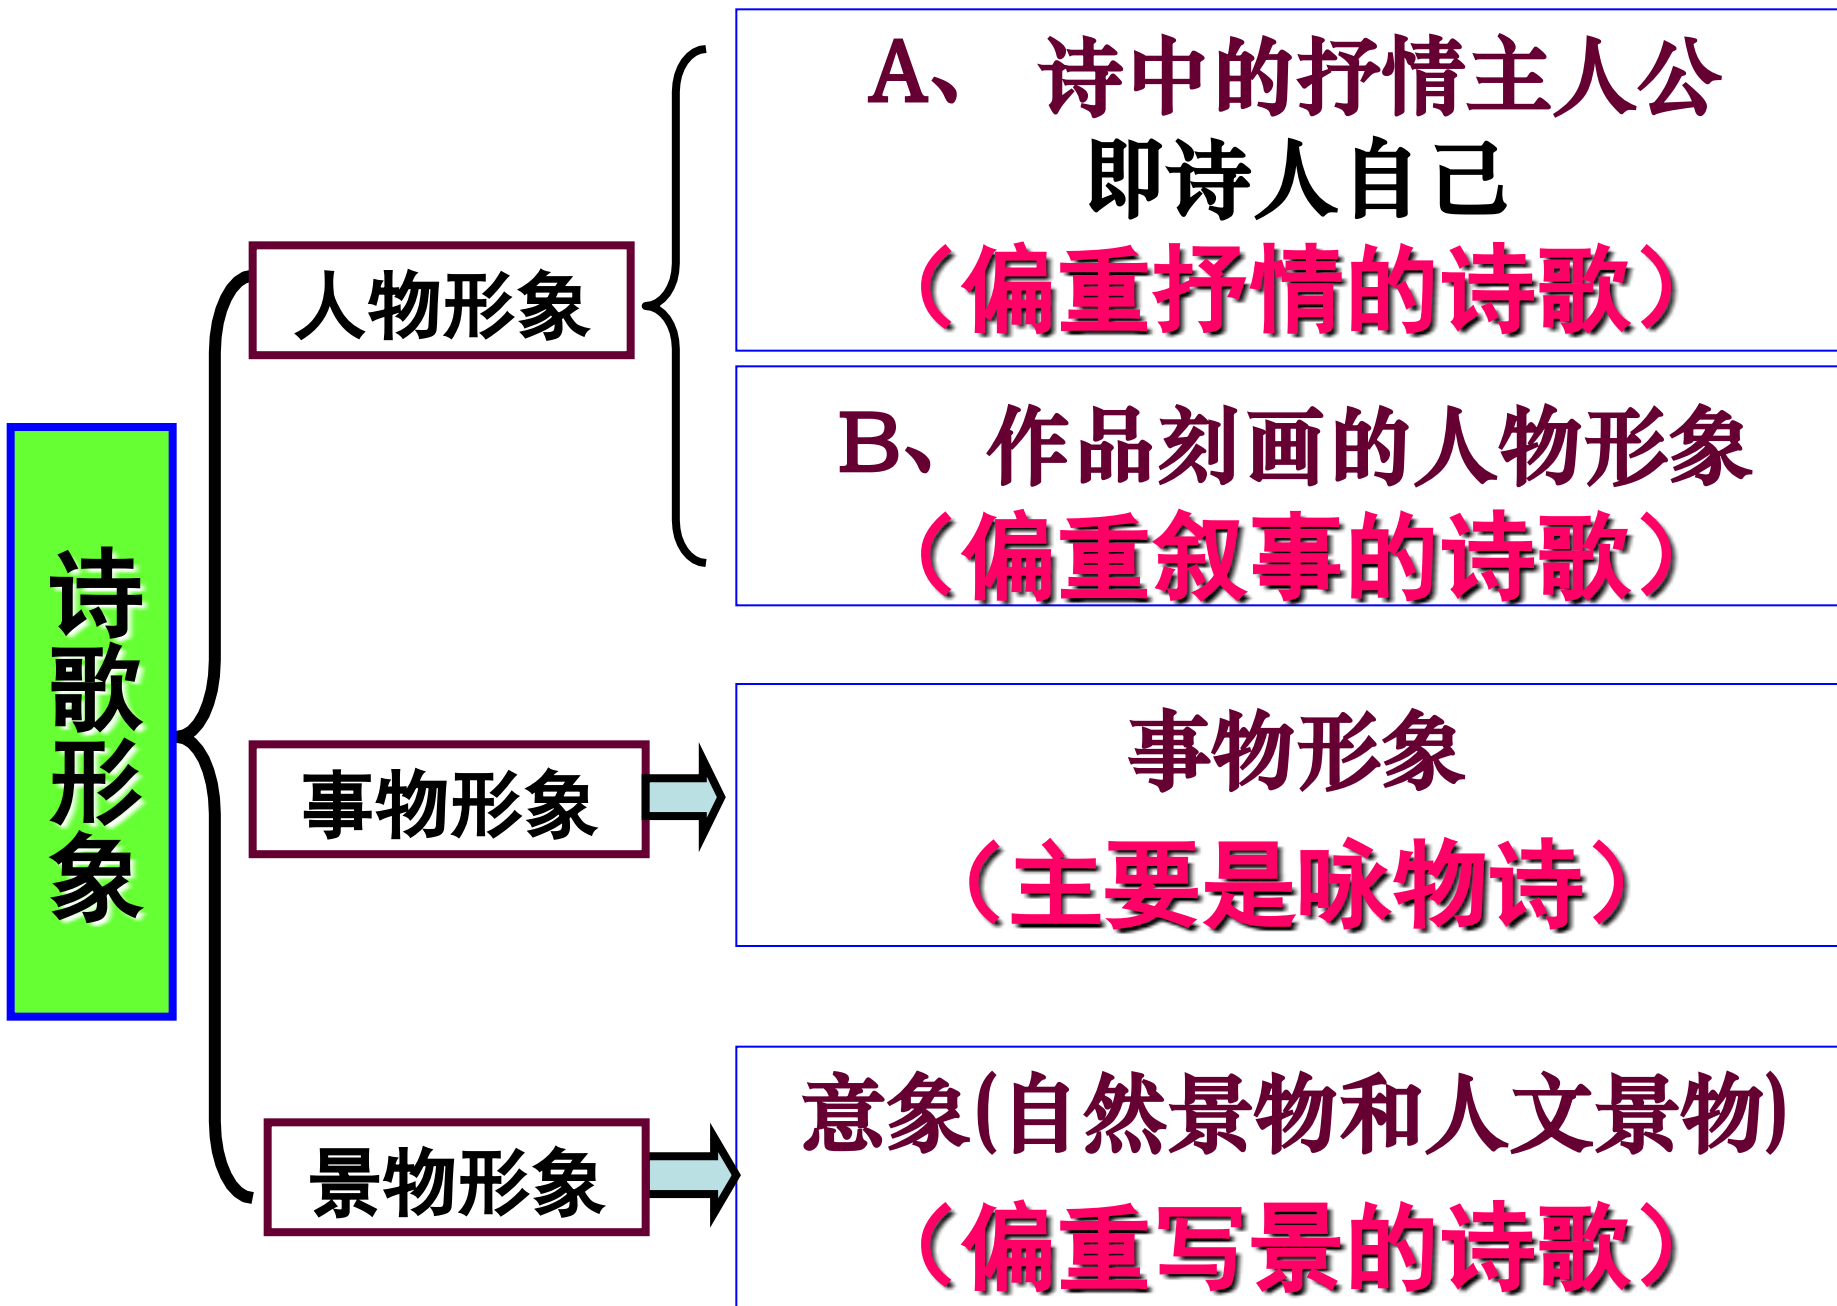 诗歌形象
人物形象
A、 诗中的抒情主人公
即诗人自己
（偏重抒情的诗歌）
B、作品刻画的人物形象
（偏重叙事的诗歌）
事物形象
事物形象
（主要是咏物诗）
景物形象
意象(自然景物和人文景物)
（偏重写景的诗歌）